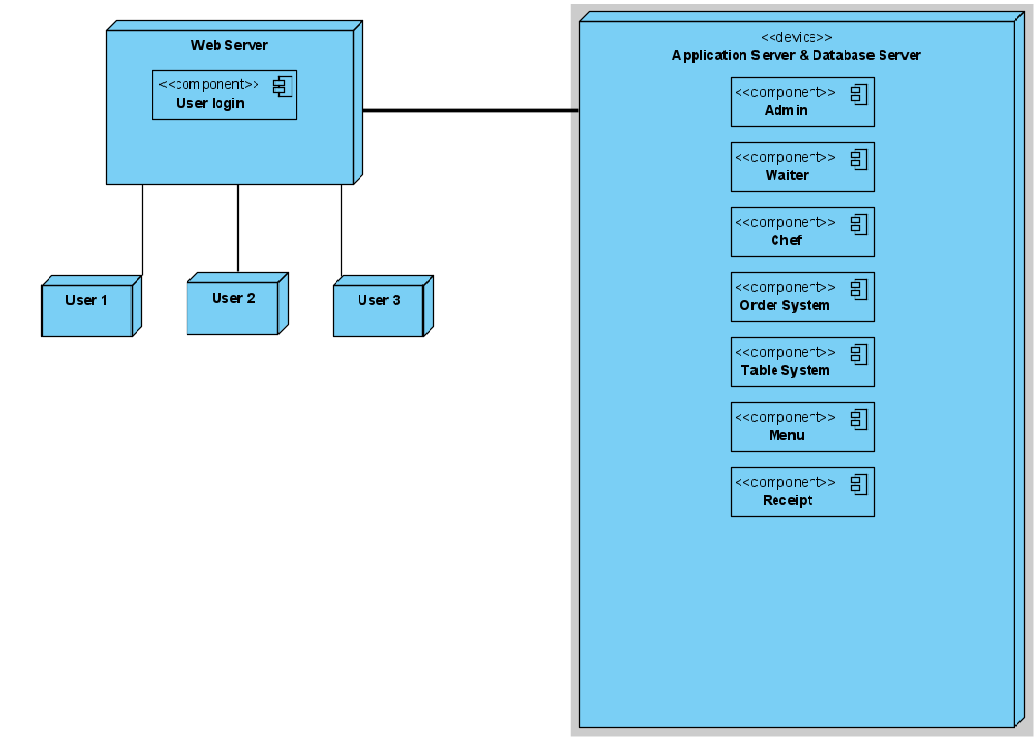 Web Server
<<component>>
User login
User 1
User 2
User 3
<<device>>
Application Server & Database Server
<<component>>
Admin
<<component>>
Waiter
<<component>>
Chef
<<component>>
Order System
<<component>>
Table System
<<component>>
Menu
<<component>>
Receipt